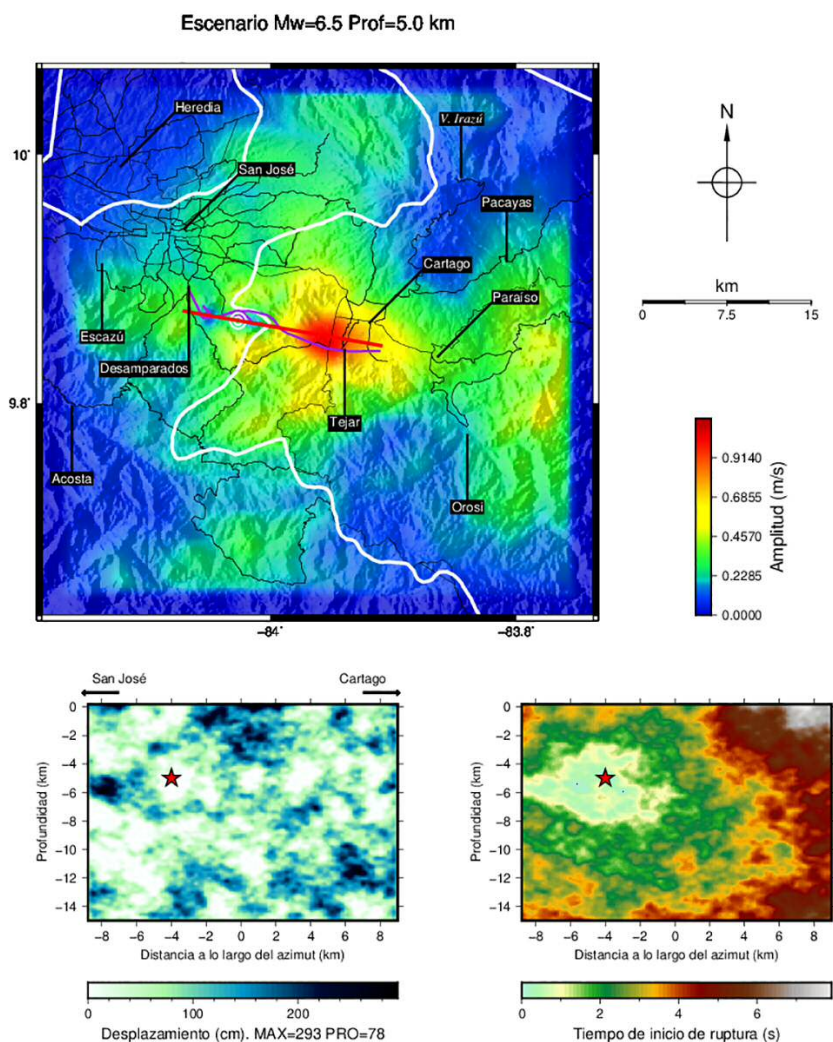 Escenario Mw=6.5 Prof=5.0 km
Heredia
V. Irazú
N
10˚
San José
Pacayas
Cartago
km
Paraíso
0 7.5 15
Escazú
Desamparados
9.8˚
Tejar
Acosta
Orosi
0.9140
0.6855
0.4570
0.2285
0.0000
Amplitud (m/s)
−84˚
−83.8˚
San José
Cartago
0
−2
−4
−6
−8
−10
−12
−14
Profundidad (km)
−8 −6 −4 −2 0 2 4 6 8
Distancia a lo largo del azimut (km)
0 100 200
Desplazamiento (cm). MAX=293 PRO=78
0
−2
−4
−6
−8
−10
−12
−14
Profundidad (km)
−8 −6 −4 −2 0 2 4 6 8
Distancia a lo largo del azimut (km)
0 2 4 6
Tiempo de inicio de ruptura (s)